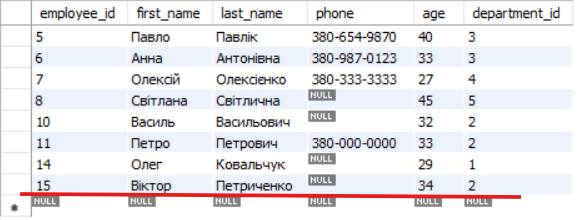 employee_id first_name last_name phone age department_id
5 Павло Павлік 380-654-9870 40 3
6 Анна Антонівна 380-987-0123 33 3
7 Олексій Олексієнко 380-333-3333 27 4
8 Світлана Світлична NULL 45 5
10 Василь Васильович NULL 32 2
11 Петро Петрович 380-000-0000 33 2
14 Олег Ковальчук NULL 29 1
15 Віктор Петриченко NULL 34 2
NULL NULL NULL NULL NULL NULL